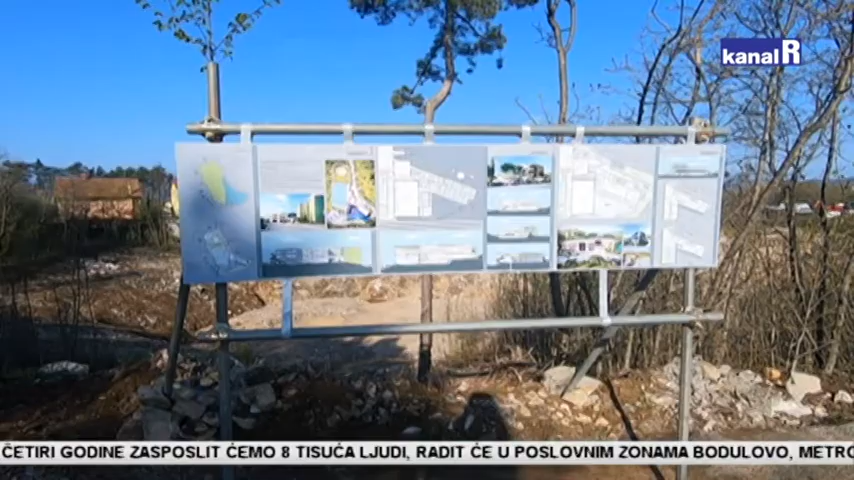 kanal R
ČETIRI GODINE ZASPOSLIT ĆEMO 8 TISUĆA LJUDI, RADIT ĆE U POSLOVNIM ZONAMA BODULOVO, METRO